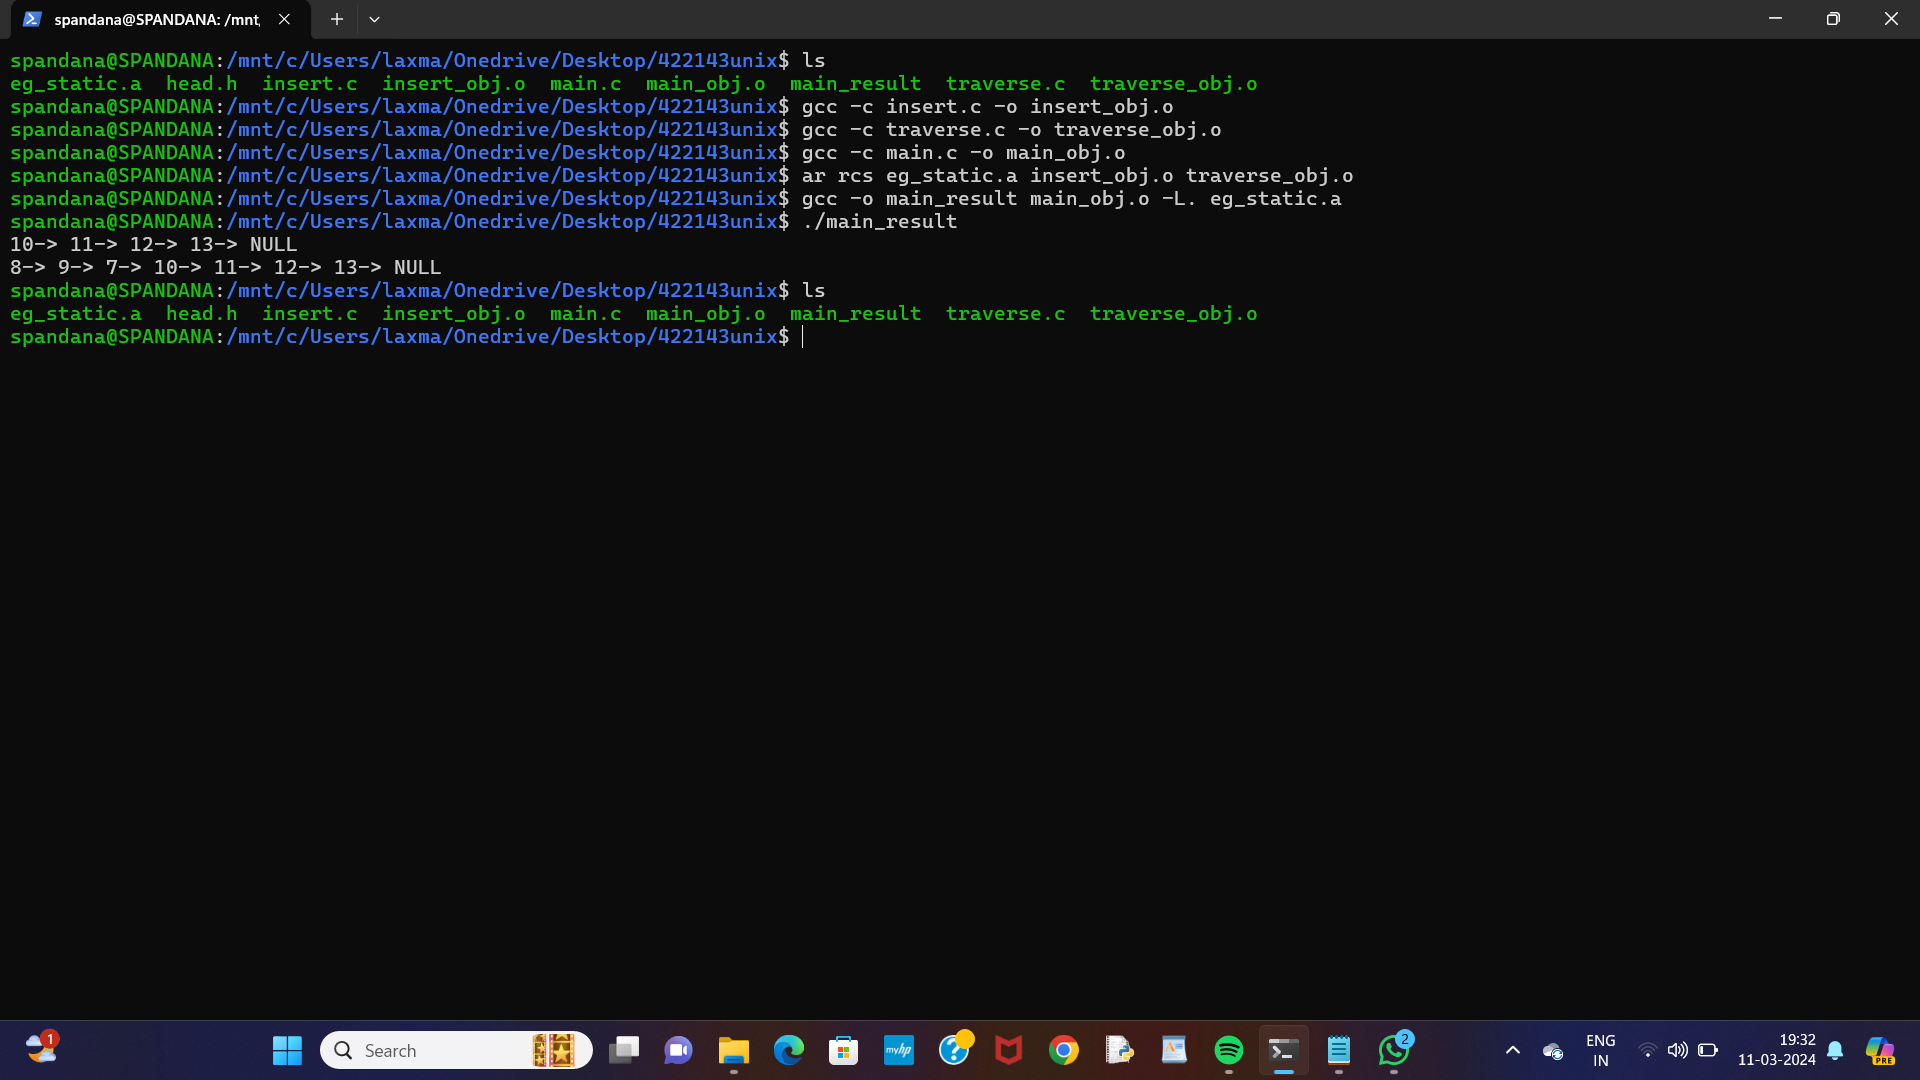 spandana@SPANDANA: /mnt,
spandana@SPANDANA:/mnt/c/Users/laxma/Onedrive/Desktop/422143unix$ ls
eg_static.a  head.h  insert.c  insert_obj.o  main.c  main_obj.o  main_result  traverse.c  traverse_obj.o
spandana@SPANDANA:/mnt/c/Users/laxma/Onedrive/Desktop/422143unix$ gcc -c insert.c -o insert_obj.o
spandana@SPANDANA:/mnt/c/Users/laxma/Onedrive/Desktop/422143unix$ gcc -c traverse.c -o traverse_obj.o
spandana@SPANDANA:/mnt/c/Users/laxma/Onedrive/Desktop/422143unix$ gcc -c main.c -o main_obj.o
spandana@SPANDANA:/mnt/c/Users/laxma/Onedrive/Desktop/422143unix$ ar rcs eg_static.a insert_obj.o traverse_obj.o
spandana@SPANDANA:/mnt/c/Users/laxma/Onedrive/Desktop/422143unix$ gcc -o main_result main_obj.o -L. eg_static.a
spandana@SPANDANA:/mnt/c/Users/laxma/Onedrive/Desktop/422143unix$ ./main_result
10-> 11-> 12-> 13-> NULL
8-> 9-> 7-> 10-> 11-> 12-> 13-> NULL
spandana@SPANDANA:/mnt/c/Users/laxma/Onedrive/Desktop/422143unix$ ls
eg_static.a  head.h  insert.c  insert_obj.o  main.c  main_obj.o  main_result  traverse.c  traverse_obj.o
spandana@SPANDANA:/mnt/c/Users/laxma/Onedrive/Desktop/422143unix$
1
Search
myhp
?
A
2
ENG
IN
19:32
11-03-2024
PRE